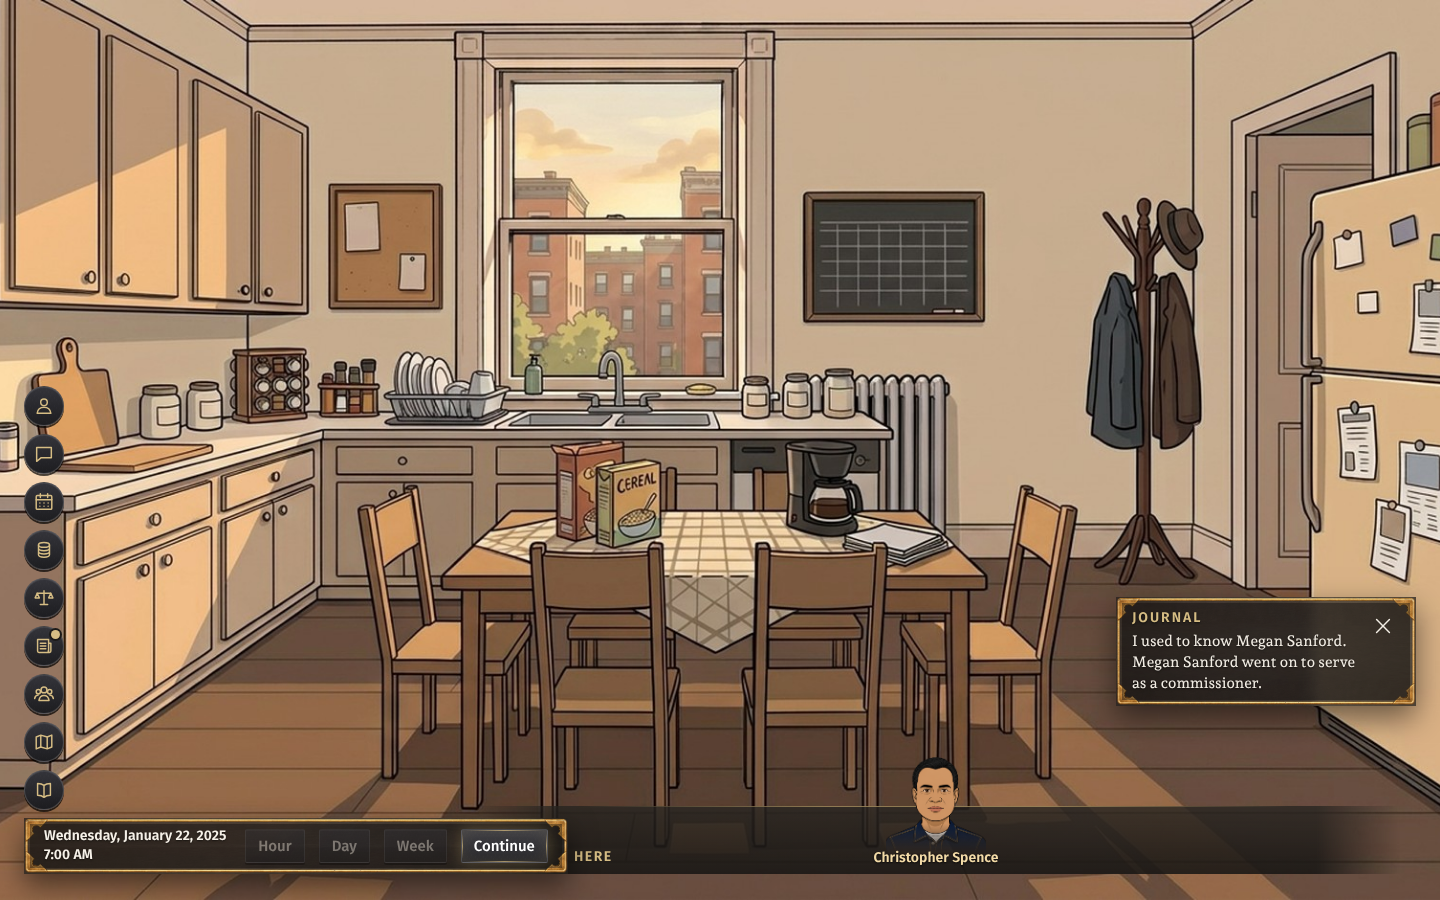 CEREAL
JOURNAL
I used to know Megan Sanford.
Megan Sanford went on to serve
as a commissioner.
Wednesday, January 22, 2025
7:00 AM
Hour
Day
Week
Continue
HERE
Christopher Spence